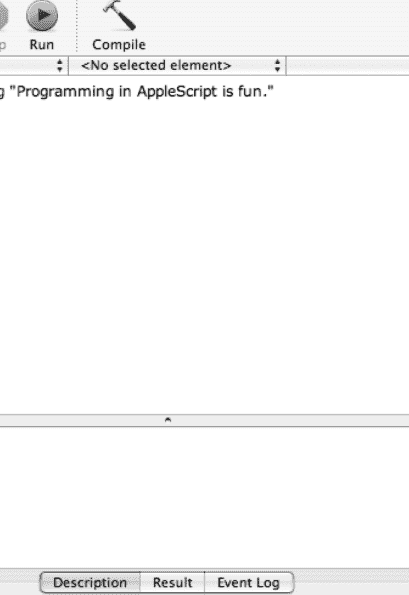 Run Compile
<No selected element>
"Programming in AppleScript is fun."
Description Result Event Log